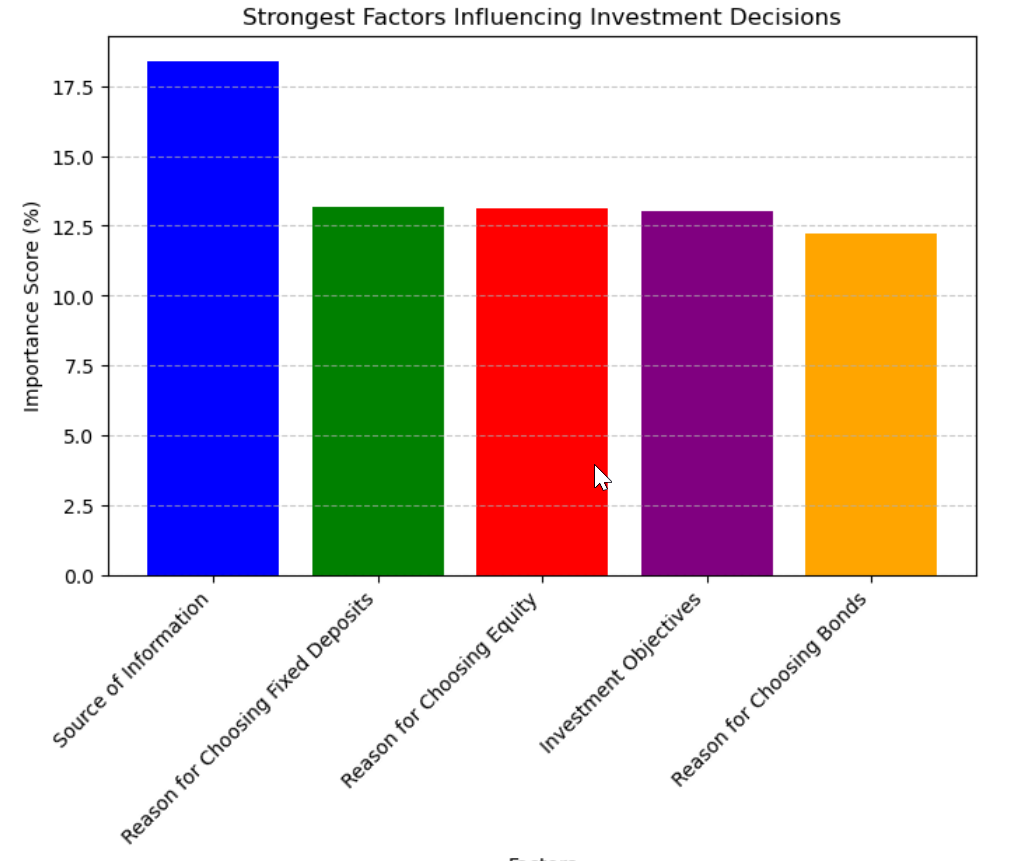 Strongest Factors Influencing Investment Decisions
Importance Score (%)
17.5
15.0
12.5
10.0
7.5
5.0
2.5
0.0
Source of Information
Reason for Choosing Fixed Deposits
Reason for Choosing Equity
Investment Objectives
Reason for Choosing Bonds